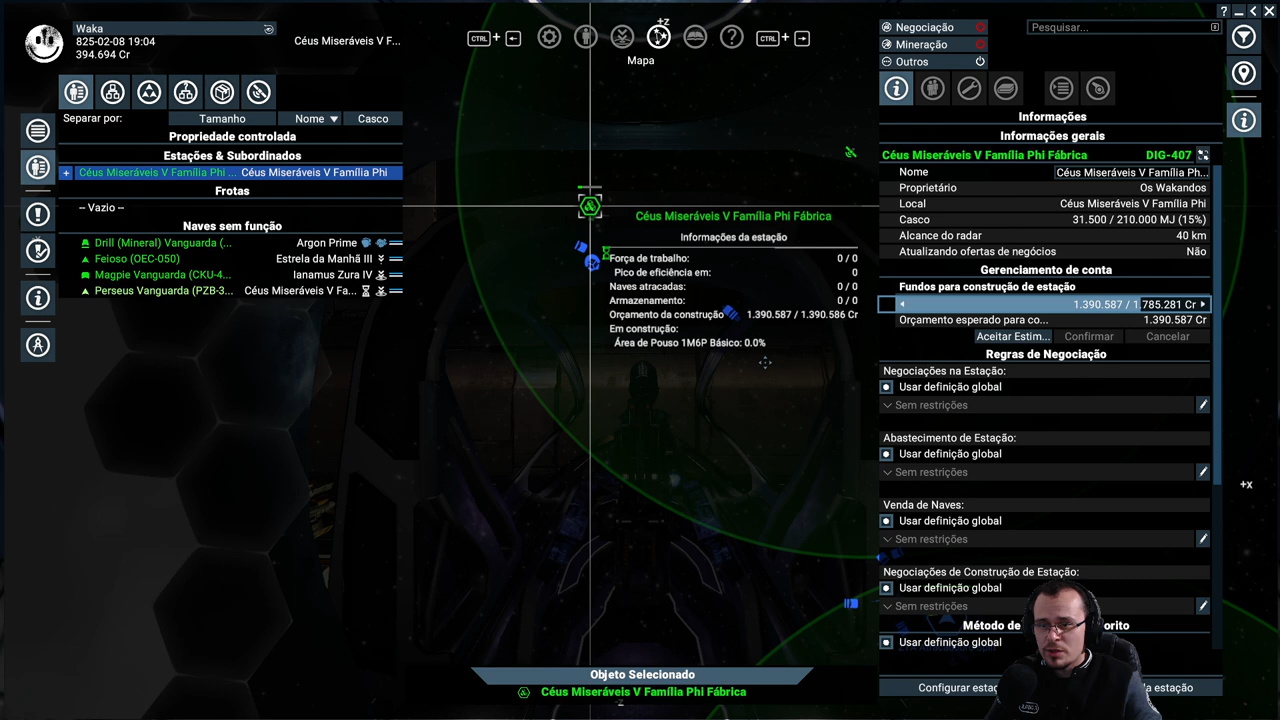 Waka
825-02-08 19:04
394.694 Cr
Céus Miseráveis V F...
CTRL +
+Z
CTRL +
Mapa
Separar por:
Tamanho
Nome
Casco
Propriedade controlada
Estações & Subordinados
+ Céus Miseráveis V Família Phi ... Céus Miseráveis V Família Phi
Frotas
-- Vazio --
Naves sem função
Drill (Mineral) Vanguarda (... Argon Prime
Feioso (OEC-050) Estrela da Manhã III
Magpie Vanguarda (CKU-4... Ianamus Zura IV
Perseus Vanguarda (PZB-3... Céus Miseráveis V Fa...
Céus Miseráveis V Família Phi Fábrica
Informações da estação
Força de trabalho: 0 / 0
Pico de eficiência em: 0
Naves atracadas: 0 / 0
Armazenamento: 0 / 0
Orçamento da construção 1.390.587 / 1.390.586 Cr
Em construção:
Área de Pouso 1M6P Básico: 0.0%
Objeto Selecionado
Céus Miseráveis V Família Phi Fábrica
-Z
Negociação
Mineração
Outros
Pesquisar...
Informações
Informações gerais
Céus Miseráveis V Família Phi Fábrica DIG-407
Nome Céus Miseráveis V Família Ph...
Proprietário Os Wakandos
Local Céus Miseráveis V Família Phi
Casco 31.500 / 210.000 MJ (15%)
Alcance do radar 40 km
Atualizando ofertas de negócios Não
Gerenciamento de conta
Fundos para construção de estação
1.390.587 / 1.785.281 Cr
Orçamento esperado para co... 1.390.587 Cr
Aceitar Estim... Confirmar Cancelar
Regras de Negociação
Negociações na Estação:
Usar definição global
Sem restrições
Abastecimento de Estação:
Usar definição global
Sem restrições
Venda de Naves:
Usar definição global
Sem restrições
Negociações de Construção de Estação:
Usar definição global
Sem restrições
Método de
orito
Usar definição global
Configurar estaç
a estação
+X